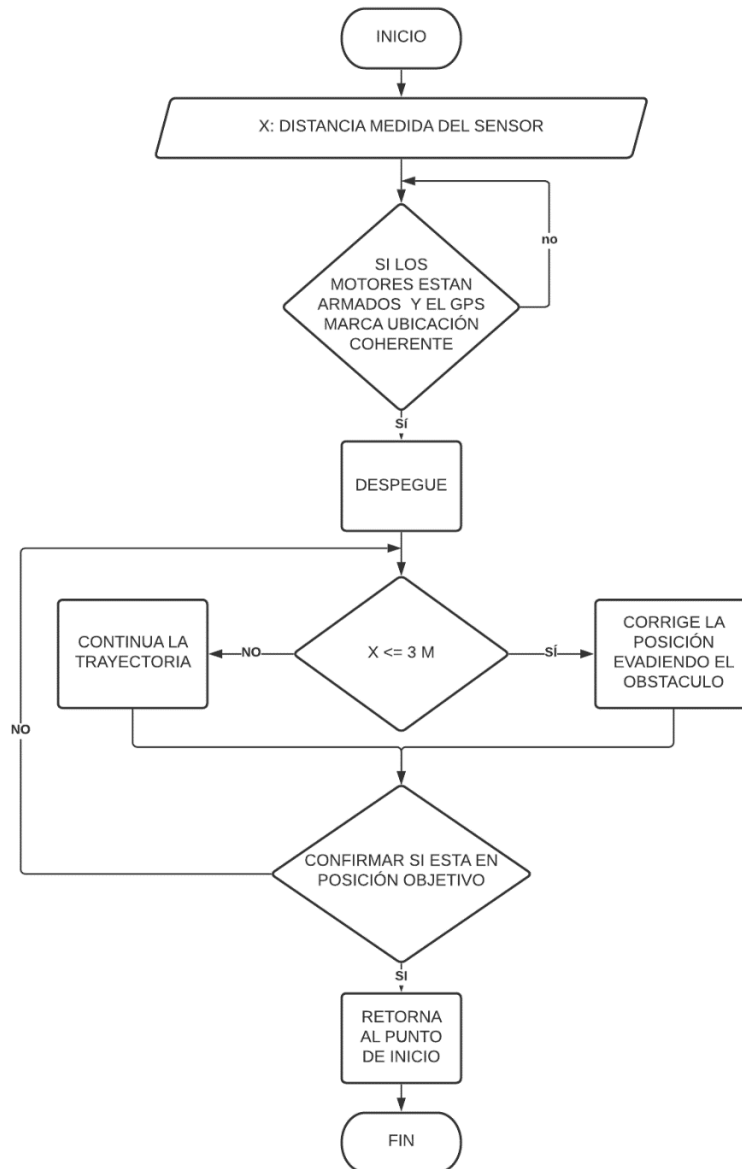 INICIO
X: DISTANCIA MEDIDA DEL SENSOR
no
SI LOS
MOTORES ESTAN
ARMADOS Y EL GPS
MARCA UBICACIÓN
COHERENTE
Sí
DESPEGUE
CONTINUA LA
TRAYECTORIA
NO
X <= 3 M
SÍ
CORRIGE LA
POSICIÓN
EVADIENDO EL
OBSTACULO
NO
CONFIRMAR SI ESTA EN
POSICIÓN OBJETIVO
SI
RETORNA
AL PUNTO
DE INICIO
FIN